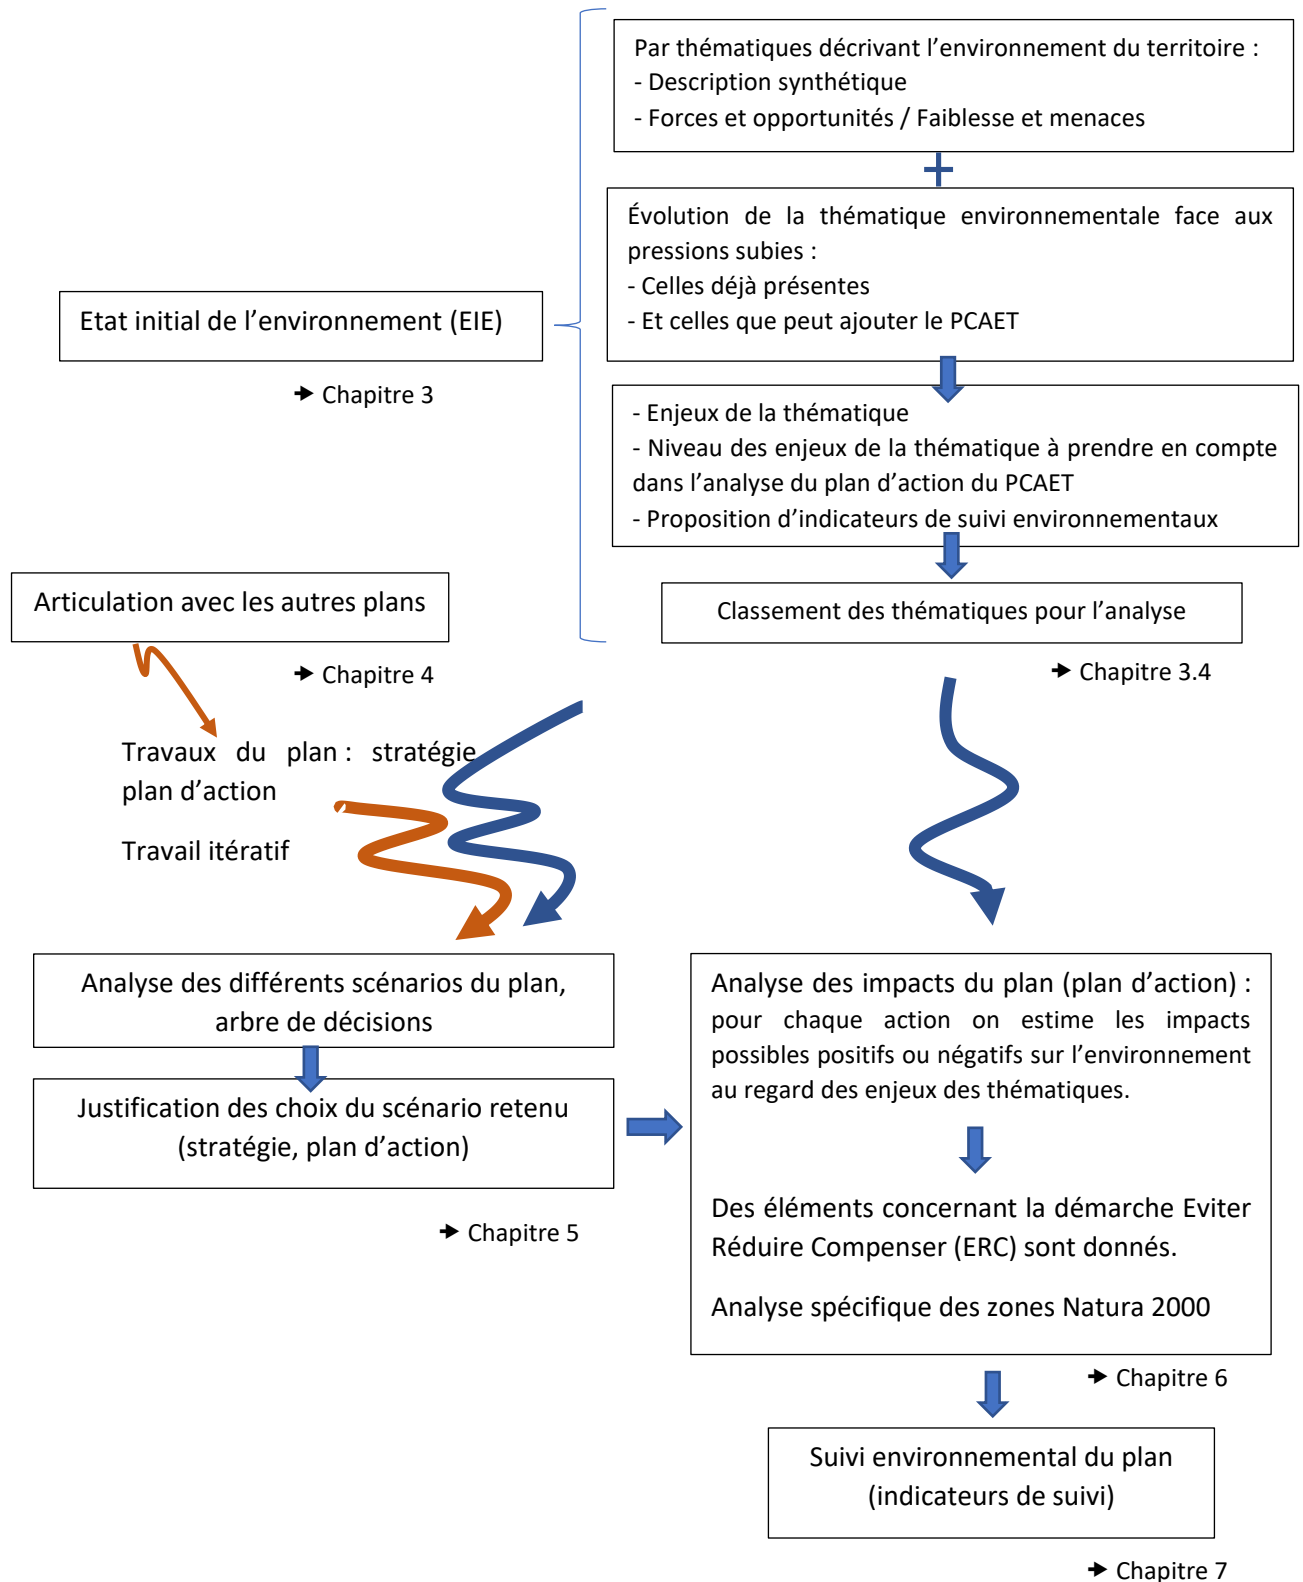 Par thématiques décrivant l’environnement du territoire :
- Description synthétique
- Forces et opportunités / Faiblesse et menaces
Évolution de la thématique environnementale face aux
pressions subies :
- Celles déjà présentes
- Et celles que peut ajouter le PCAET
Etat initial de l’environnement (EIE)
🡺 Chapitre 3
- Enjeux de la thématique
- Niveau des enjeux de la thématique à prendre en compte
dans l’analyse du plan d’action du PCAET
- Proposition d’indicateurs de suivi environnementaux
Classement des thématiques pour l’analyse
🡺 Chapitre 3.4
Articulation avec les autres plans
🡺 Chapitre 4
Travaux du plan : stratégie
plan d’action
Travail itératif
Analyse des différents scénarios du plan,
arbre de décisions
Justification des choix du scénario retenu
(stratégie, plan d’action)
🡺 Chapitre 5
Analyse des impacts du plan (plan d’action) :
pour chaque action on estime les impacts
possibles positifs ou négatifs sur l’environnement
au regard des enjeux des thématiques.
Des éléments concernant la démarche Eviter
Réduire Compenser (ERC) sont donnés.
Analyse spécifique des zones Natura 2000
🡺 Chapitre 6
Suivi environnemental du plan
(indicateurs de suivi)
🡺 Chapitre 7